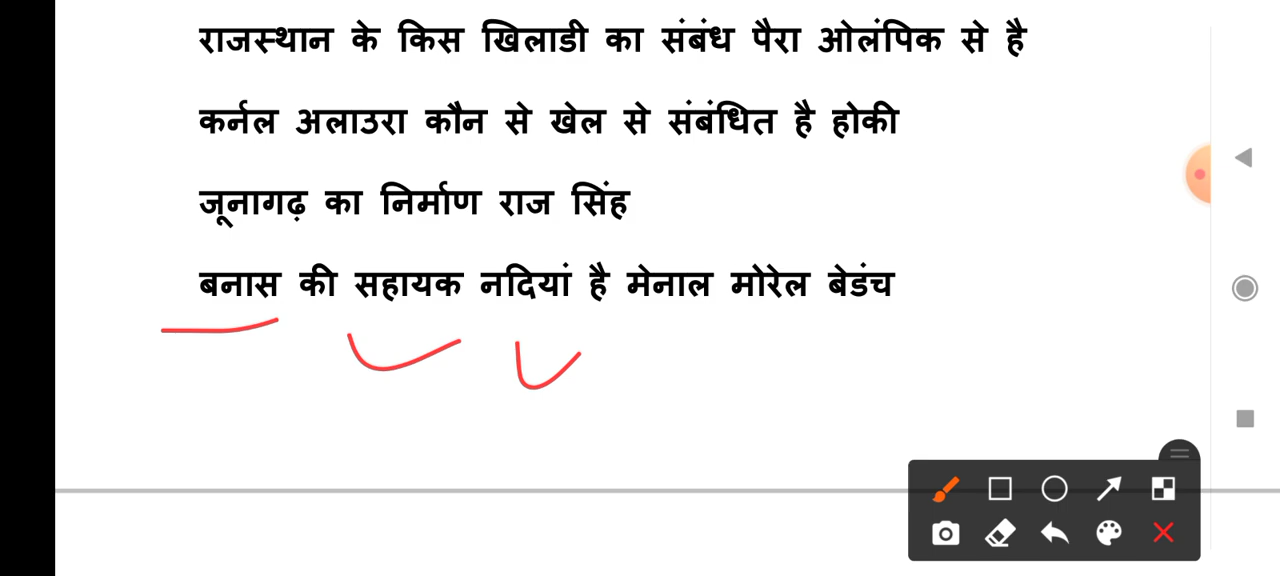 राजस्थान के किस खिलाडी का संबंध पैरा ओलंपिक से है
कर्नल अलाउरा कौन से खेल से संबंधित है होकी
जूनागढ़ का निर्माण राज सिंह
बनास की सहायक नदियां है मेनाल मोरेल बेडंच